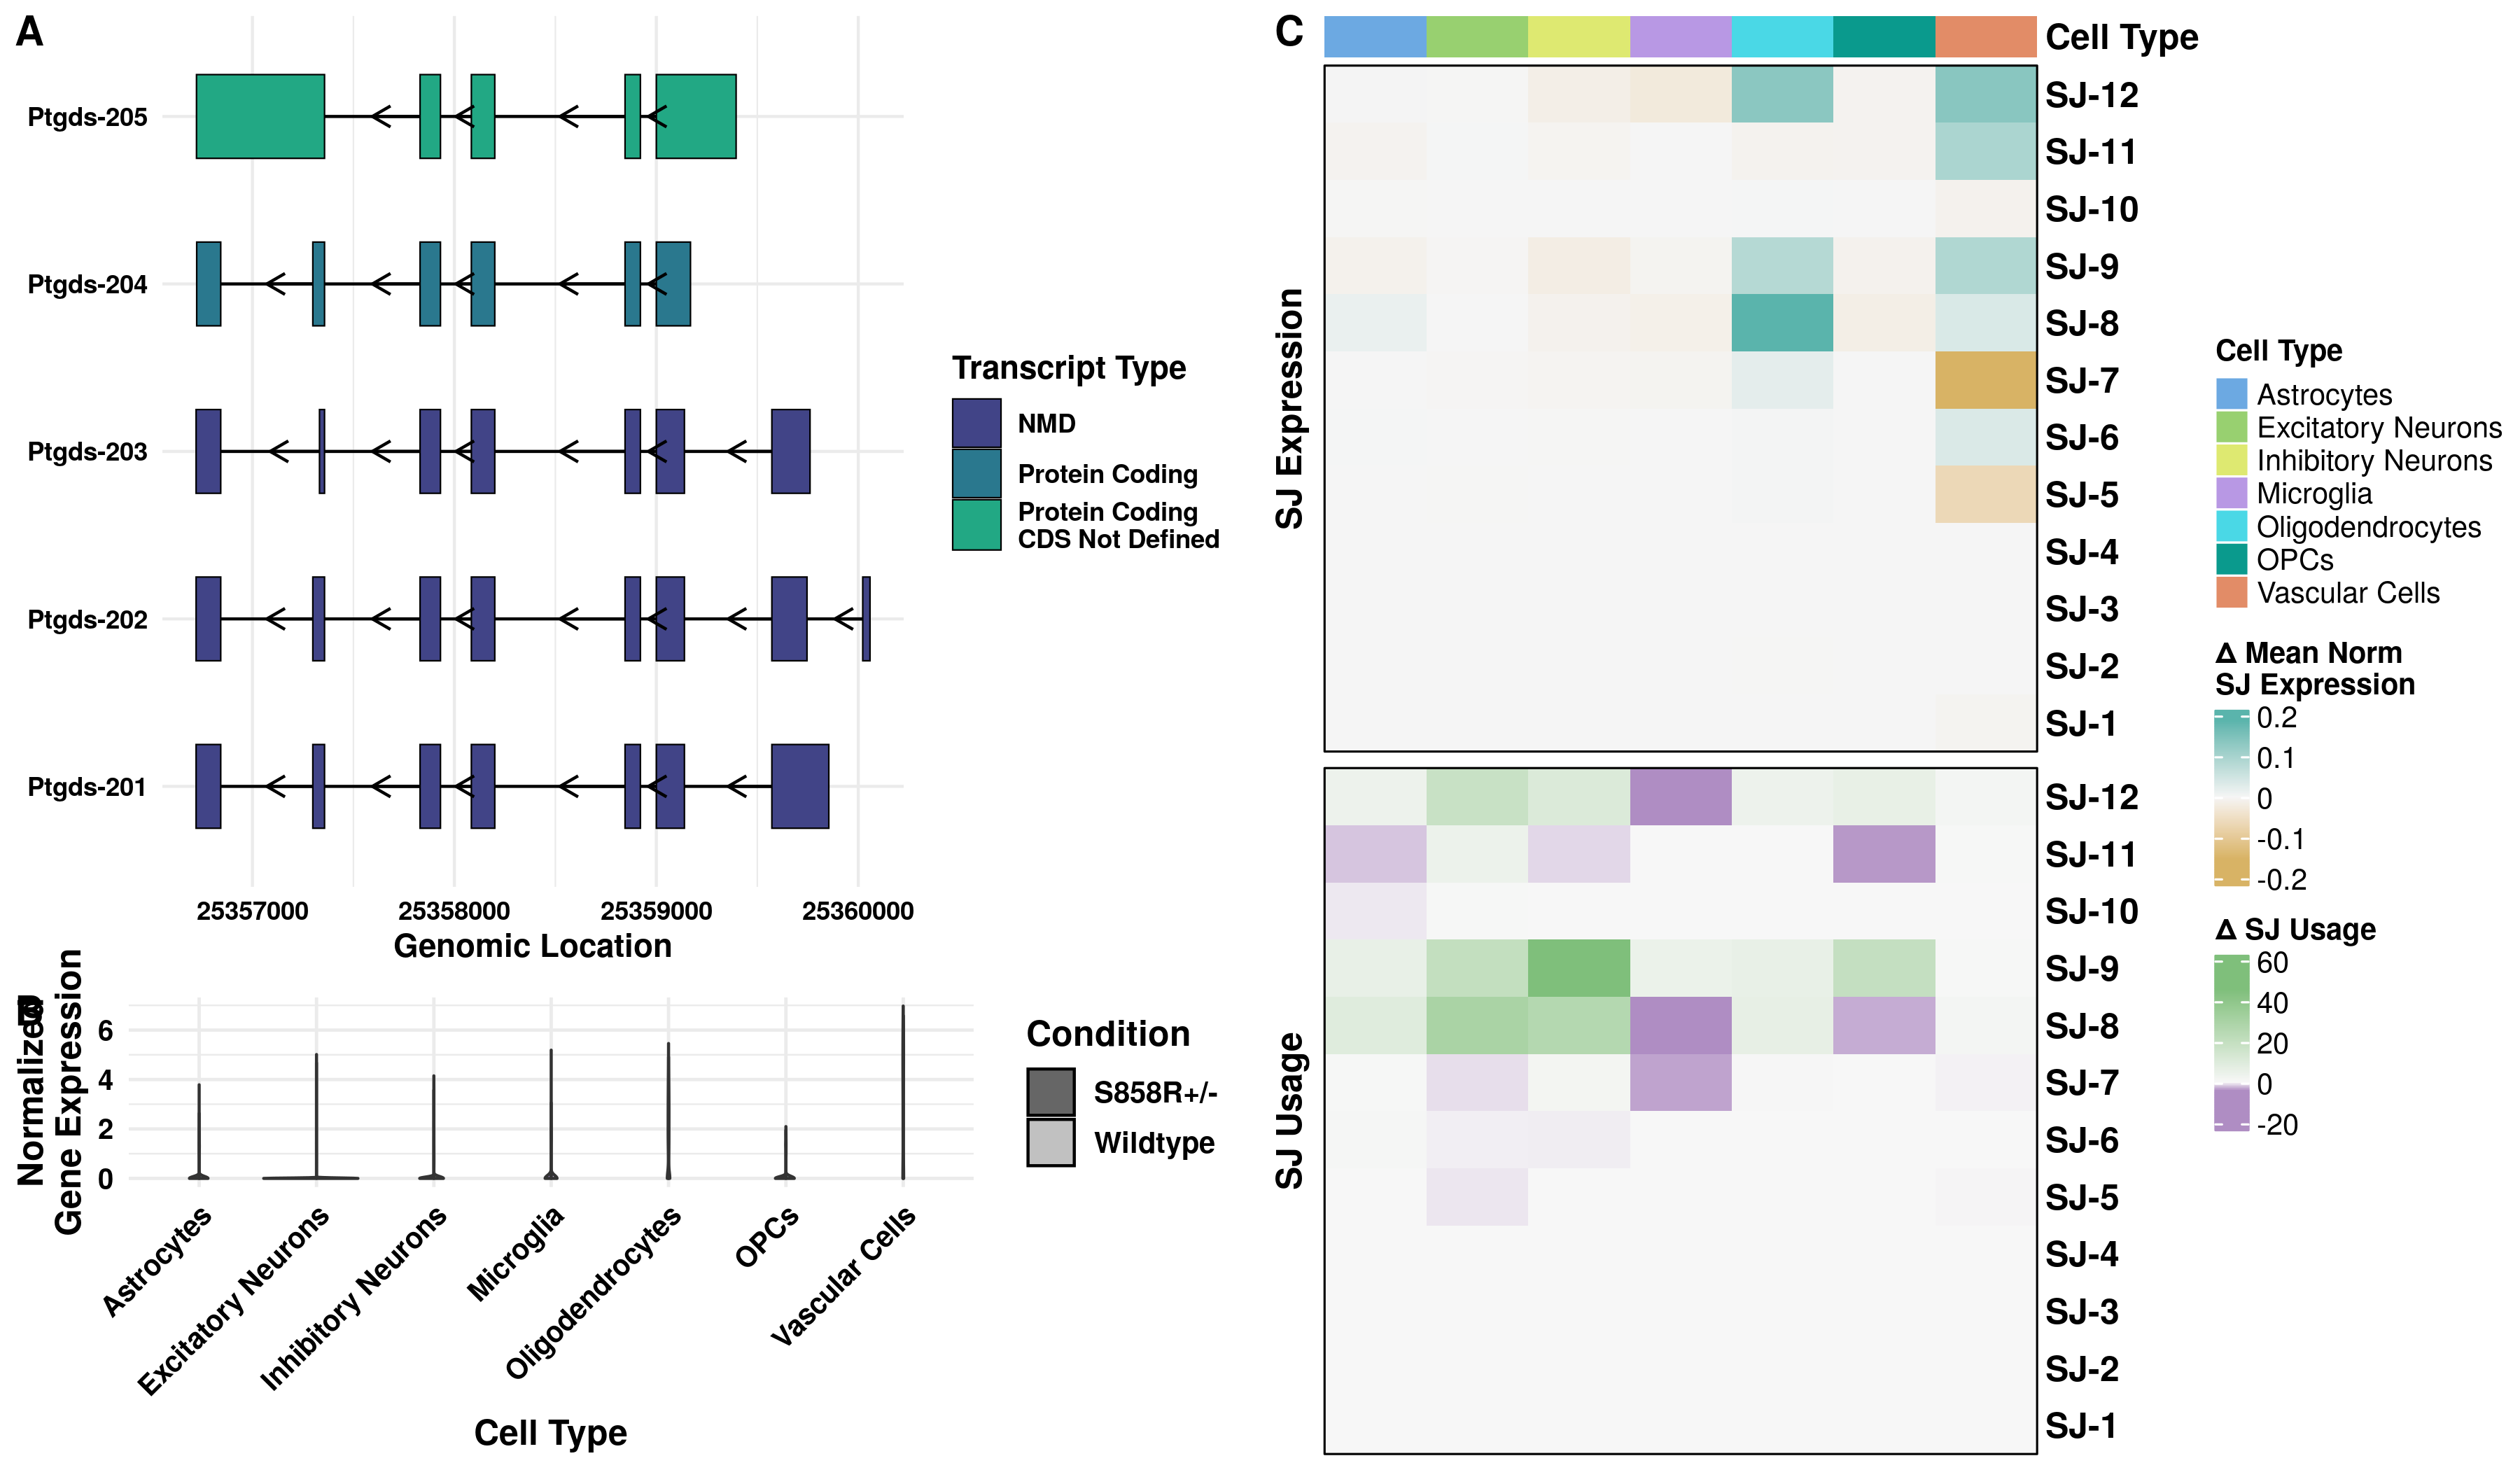 A
Ptgds-205
Ptgds-204
Ptgds-203
Ptgds-202
Ptgds-201
25357000 25358000 25359000 25360000
Genomic Location
Transcript Type
NMD
Protein Coding
Protein Coding
CDS Not Defined
Normalized
Gene Expression
6
4
2
0
Astrocytes
Excitatory Neurons
Inhibitory Neurons
Microglia
Oligodendrocytes
OPCs
Vascular Cells
Cell Type
Condition
S858R+/-
Wildtype
C
Cell Type
SJ Expression
SJ-12
SJ-11
SJ-10
SJ-9
SJ-8
SJ-7
SJ-6
SJ-5
SJ-4
SJ-3
SJ-2
SJ-1
SJ Usage
SJ-12
SJ-11
SJ-10
SJ-9
SJ-8
SJ-7
SJ-6
SJ-5
SJ-4
SJ-3
SJ-2
SJ-1
Cell Type
Astrocytes
Excitatory Neurons
Inhibitory Neurons
Microglia
Oligodendrocytes
OPCs
Vascular Cells
Δ Mean Norm
SJ Expression
0.2
0.1
0
-0.1
-0.2
Δ SJ Usage
60
40
20
0
-20